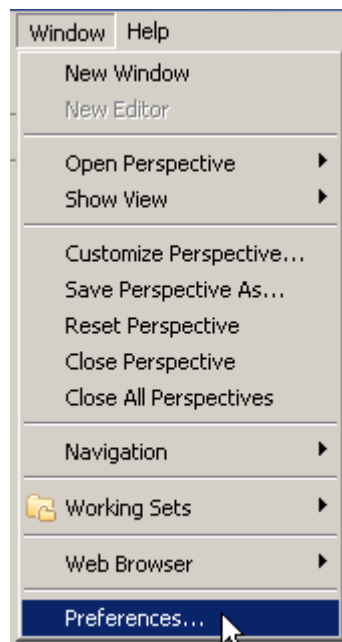 Window Help
New Window
New Editor
Open Perspective
Show View
Customize Perspective...
Save Perspective As...
Reset Perspective
Close Perspective
Close All Perspectives
Navigation
Working Sets
Web Browser
Preferences...